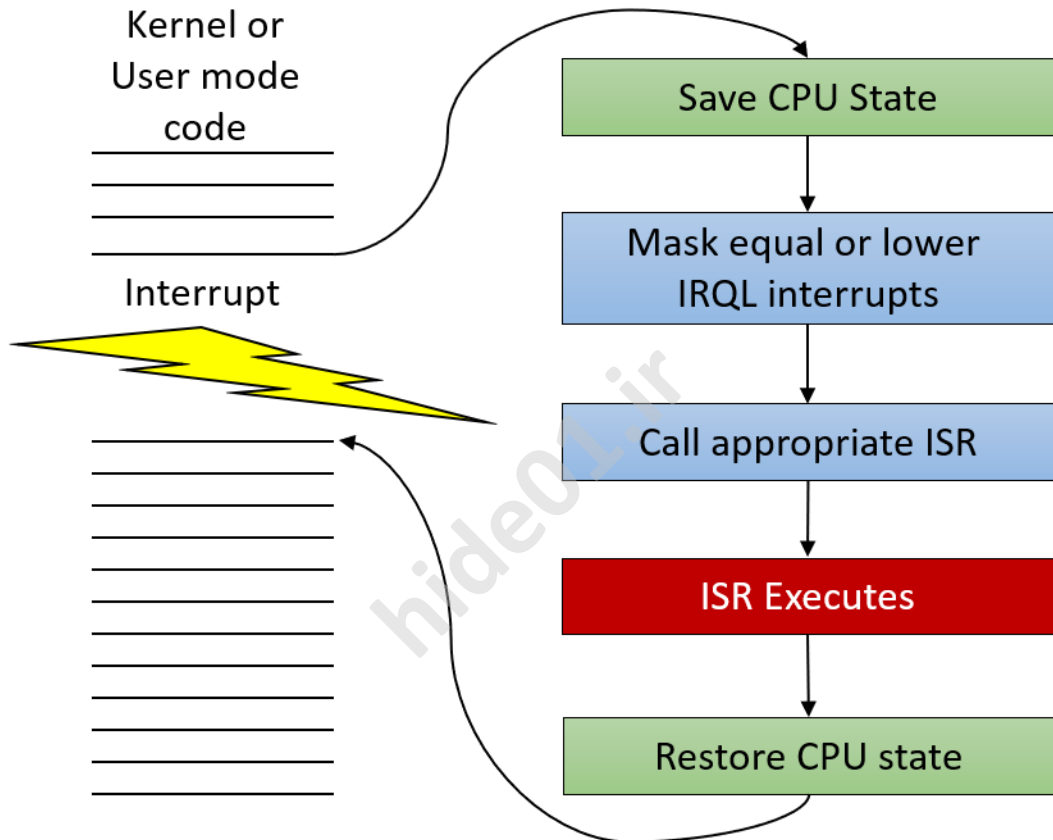 Kernel or
User mode
code
Interrupt
Save CPU State
Mask equal or lower
IRQL interrupts
Call appropriate ISR
ISR Executes
Restore CPU state
hide01.ir